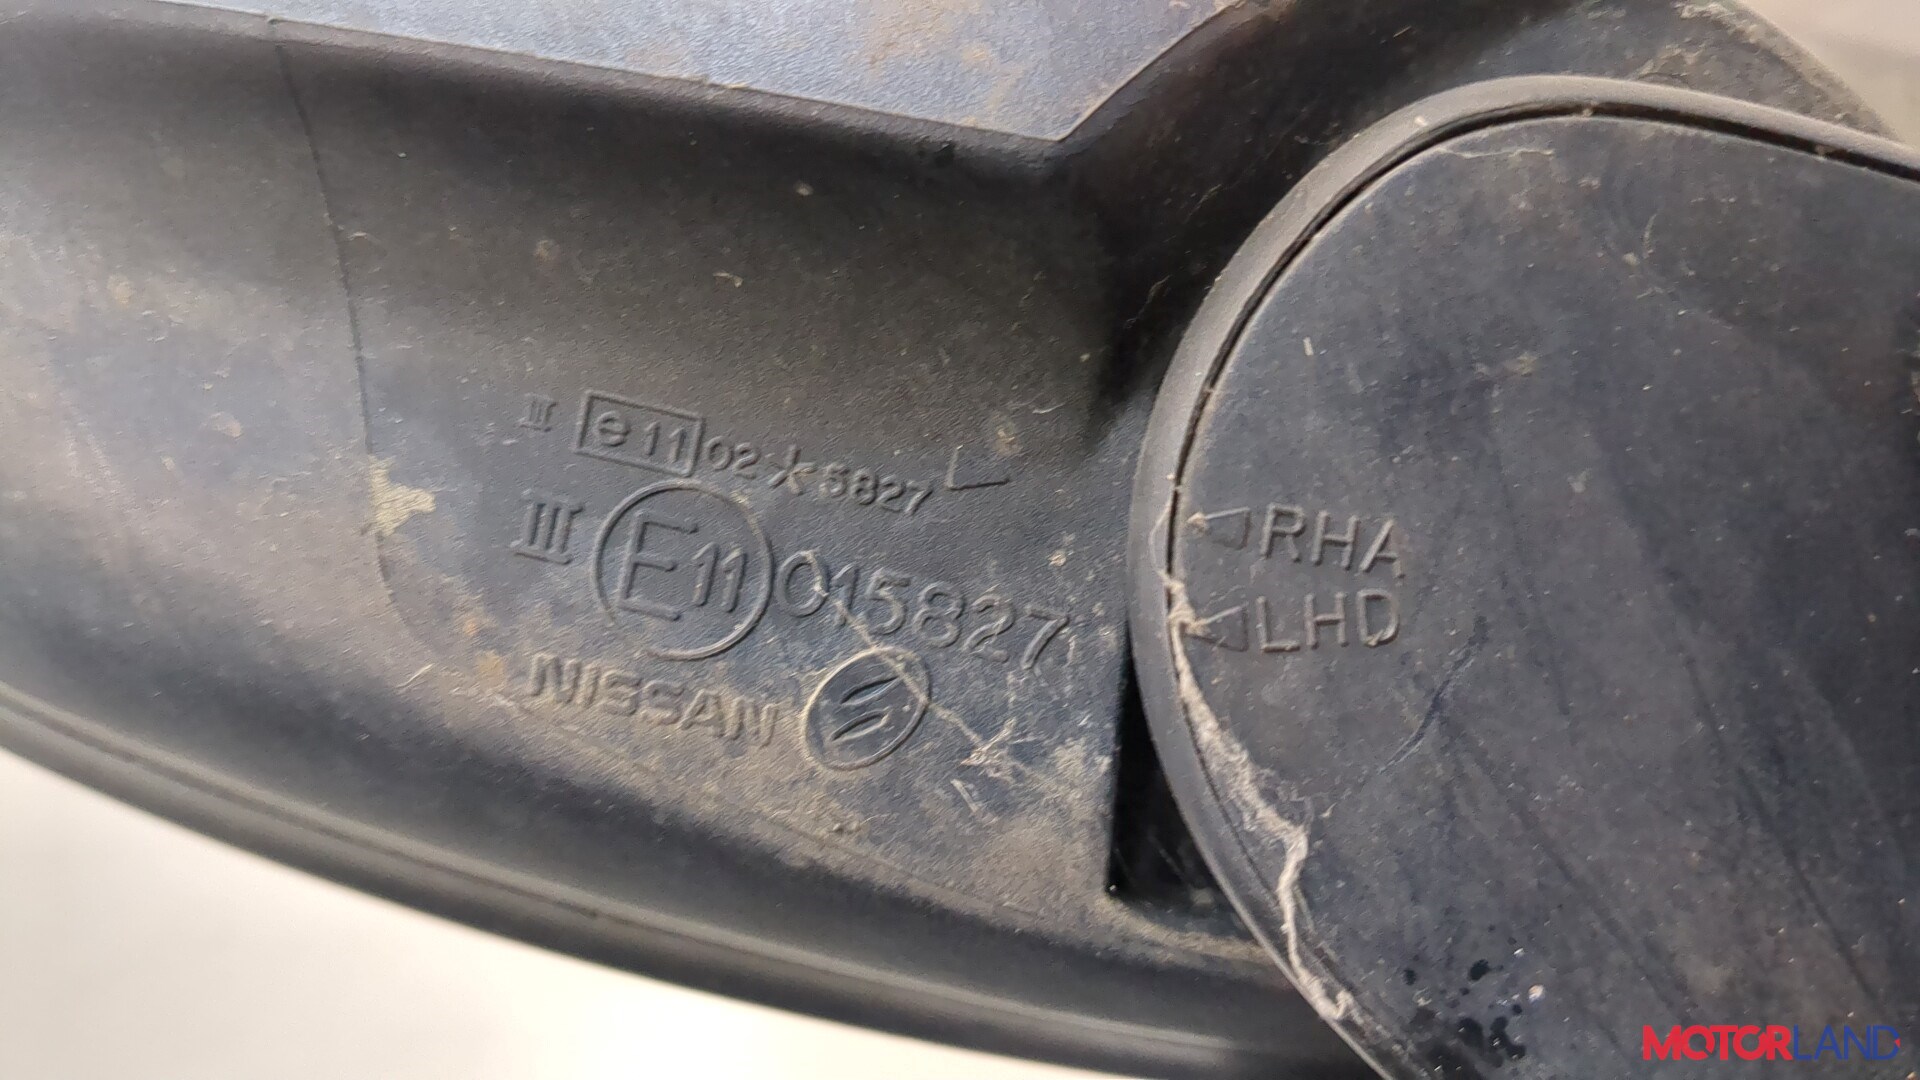 III e11 02*5827 L
III E11 015827
NISSAN
RHA
LHD
MOTORLAND